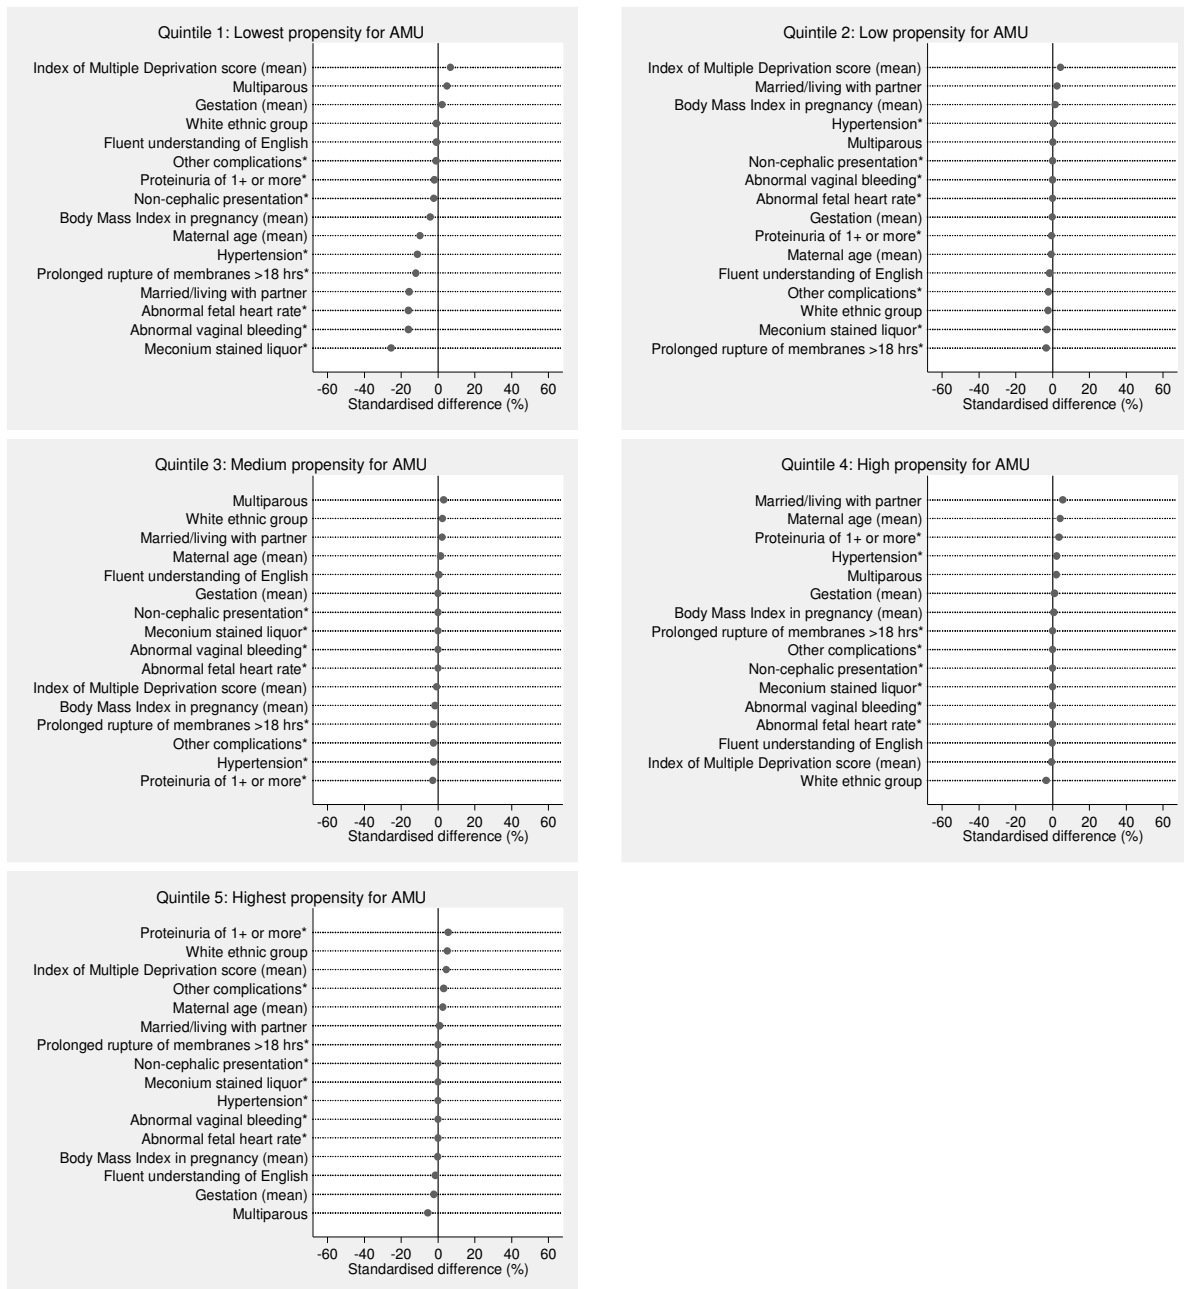 Quintile 1: Lowest propensity for AMU
Index of Multiple Deprivation score (mean)
Multiparous
Gestation (mean)
White ethnic group
Fluent understanding of English
Other complications*
Proteinuria of 1+ or more*
Non-cephalic presentation*
Body Mass Index in pregnancy (mean)
Maternal age (mean)
Hypertension*
Prolonged rupture of membranes >18 hrs*
Married/living with partner
Abnormal fetal heart rate*
Abnormal vaginal bleeding*
Meconium stained liquor*
-60 -40 -20 0 20 40 60
Standardised difference (%)
Quintile 2: Low propensity for AMU
Index of Multiple Deprivation score (mean)
Married/living with partner
Body Mass Index in pregnancy (mean)
Hypertension*
Multiparous
Non-cephalic presentation*
Abnormal vaginal bleeding*
Abnormal fetal heart rate*
Gestation (mean)
Proteinuria of 1+ or more*
Maternal age (mean)
Fluent understanding of English
Other complications*
White ethnic group
Meconium stained liquor*
Prolonged rupture of membranes >18 hrs*
-60 -40 -20 0 20 40 60
Standardised difference (%)
Quintile 3: Medium propensity for AMU
Multiparous
White ethnic group
Married/living with partner
Maternal age (mean)
Fluent understanding of English
Gestation (mean)
Non-cephalic presentation*
Meconium stained liquor*
Abnormal vaginal bleeding*
Abnormal fetal heart rate*
Index of Multiple Deprivation score (mean)
Body Mass Index in pregnancy (mean)
Prolonged rupture of membranes >18 hrs*
Other complications*
Hypertension*
Proteinuria of 1+ or more*
-60 -40 -20 0 20 40 60
Standardised difference (%)
Quintile 4: High propensity for AMU
Married/living with partner
Maternal age (mean)
Proteinuria of 1+ or more*
Hypertension*
Multiparous
Gestation (mean)
Body Mass Index in pregnancy (mean)
Prolonged rupture of membranes >18 hrs*
Other complications*
Non-cephalic presentation*
Meconium stained liquor*
Abnormal vaginal bleeding*
Abnormal fetal heart rate*
Fluent understanding of English
Index of Multiple Deprivation score (mean)
White ethnic group
-60 -40 -20 0 20 40 60
Standardised difference (%)
Quintile 5: Highest propensity for AMU
Proteinuria of 1+ or more*
White ethnic group
Index of Multiple Deprivation score (mean)
Other complications*
Maternal age (mean)
Married/living with partner
Prolonged rupture of membranes >18 hrs*
Non-cephalic presentation*
Meconium stained liquor*
Hypertension*
Abnormal vaginal bleeding*
Abnormal fetal heart rate*
Body Mass Index in pregnancy (mean)
Fluent understanding of English
Gestation (mean)
Multiparous
-60 -40 -20 0 20 40 60
Standardised difference (%)